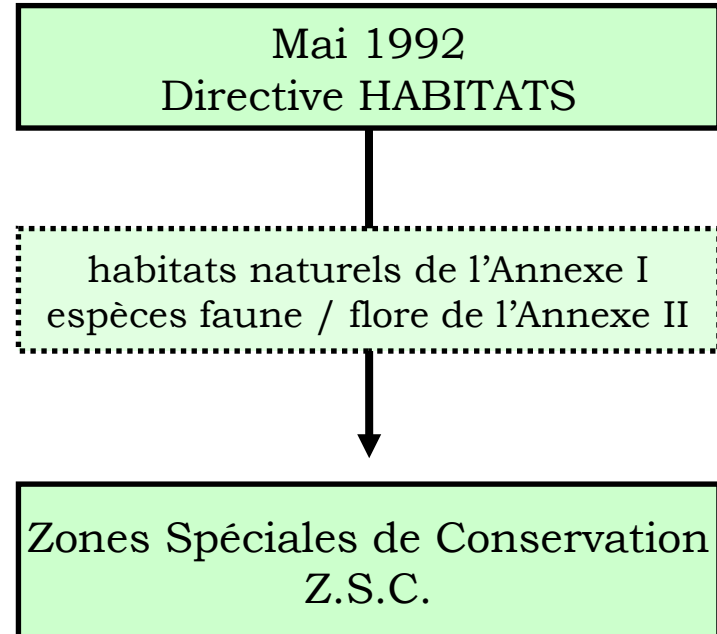 Mai 1992
Directive HABITATS
habitats naturels de l’Annexe I
espèces faune / flore de l’Annexe II
Zones Spéciales de Conservation
Z.S.C.